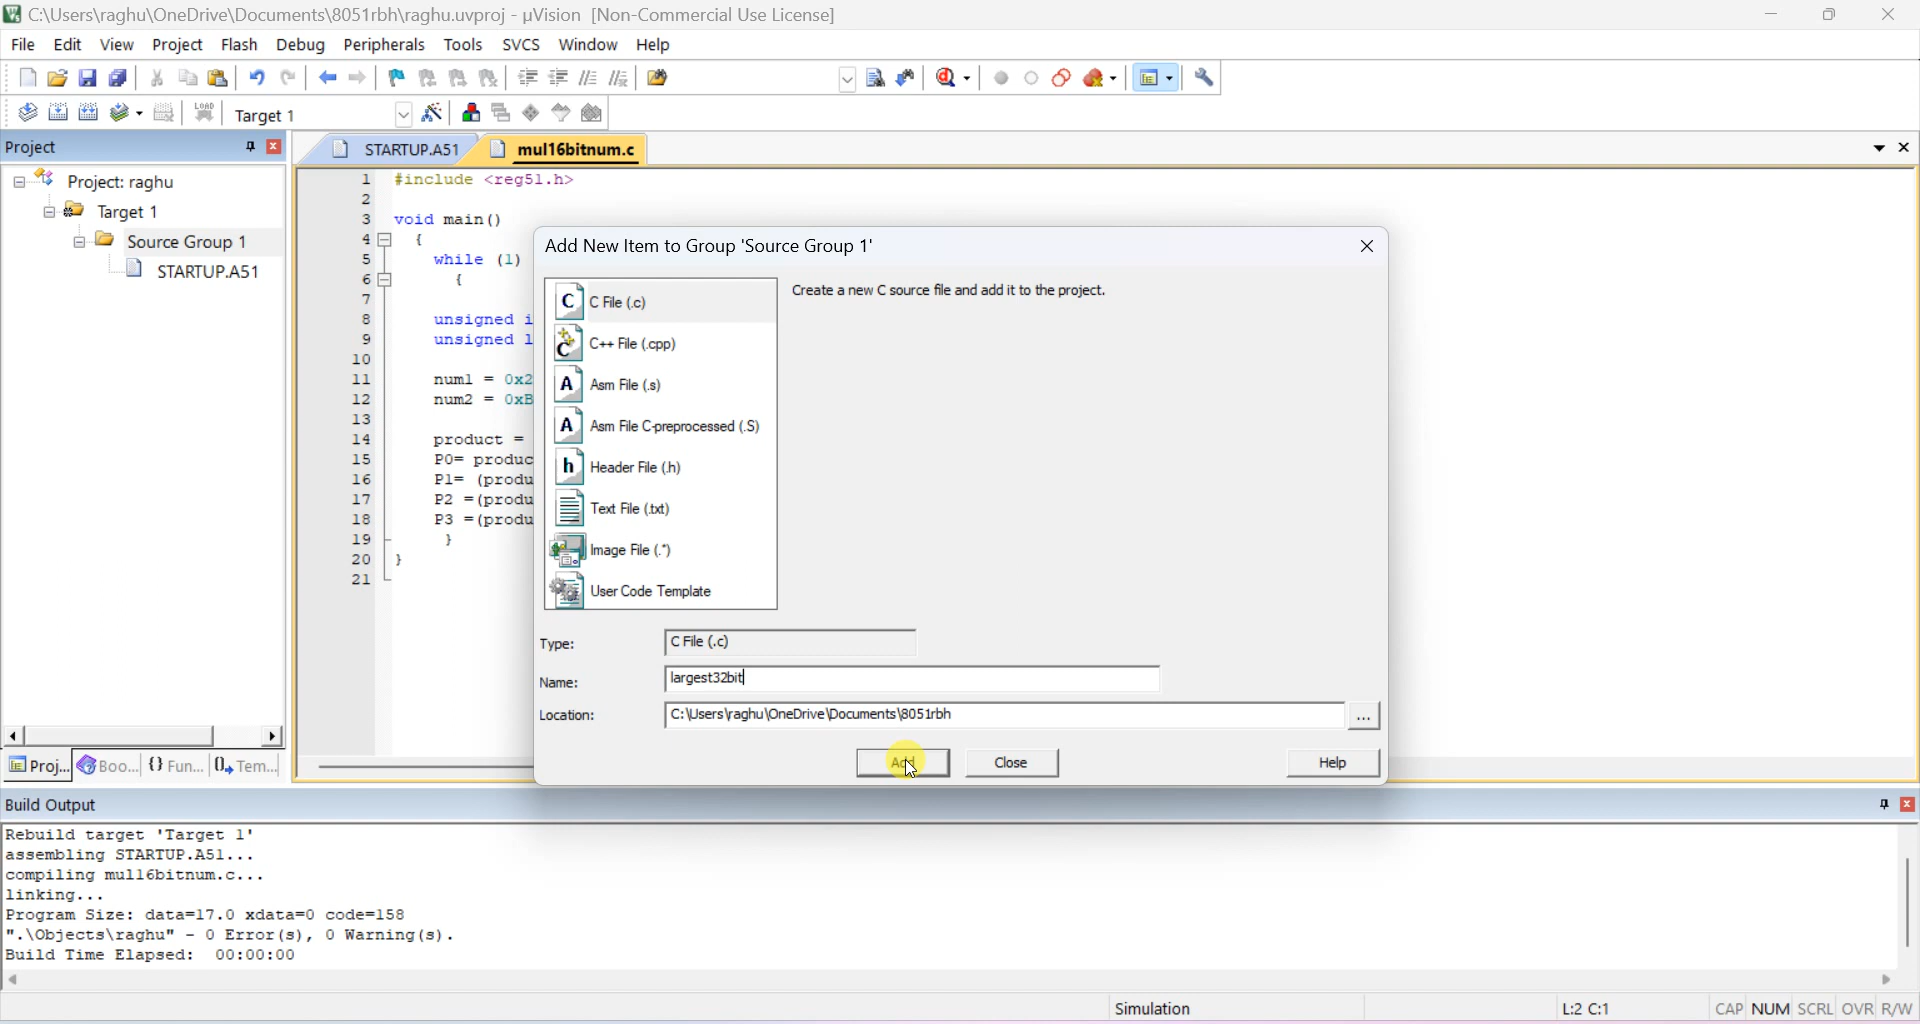 C:\Users\raghu\OneDrive\Documents\8051rbh\raghu.uvproj - µVision [Non-Commercial Use License]
File Edit View Project Flash Debug Peripherals Tools SVCS Window Help
LOAD Target 1
Project
Project: raghu
Target 1
Source Group 1
STARTUP.A51
Proj... Boo... {} Fun... Tem...
STARTUP.A51 mul16bitnum.c
1 #include <reg51.h>
2
3 void main()
4 {
5 while (1)
6 {
7
8 unsigned i
9 unsigned l
10
11 num1 = 0x2
12 num2 = 0xB
13
14 product =
15 P0= produc
16 P1= (produ
17 P2 =(produ
18 P3 =(produ
19 }
20 }
21
Add New Item to Group 'Source Group 1'
C File (.c)
C++ File (.cpp)
Asm File (.s)
Asm File C-preprocessed (.S)
Header File (.h)
Text File (.txt)
Image File (.*)
User Code Template
Create a new C source file and add it to the project.
Type: C File (.c)
Name: largest32bit
Location: C:\Users\raghu\OneDrive\Documents\8051rbh ...
Add Close Help
Build Output
Rebuild target 'Target 1'
assembling STARTUP.A51...
compiling mul16bitnum.c...
linking...
Program Size: data=17.0 xdata=0 code=158
".\Objects\raghu" - 0 Error(s), 0 Warning(s).
Build Time Elapsed: 00:00:00
Simulation L:2 C:1 CAP NUM SCRL OVR R/W